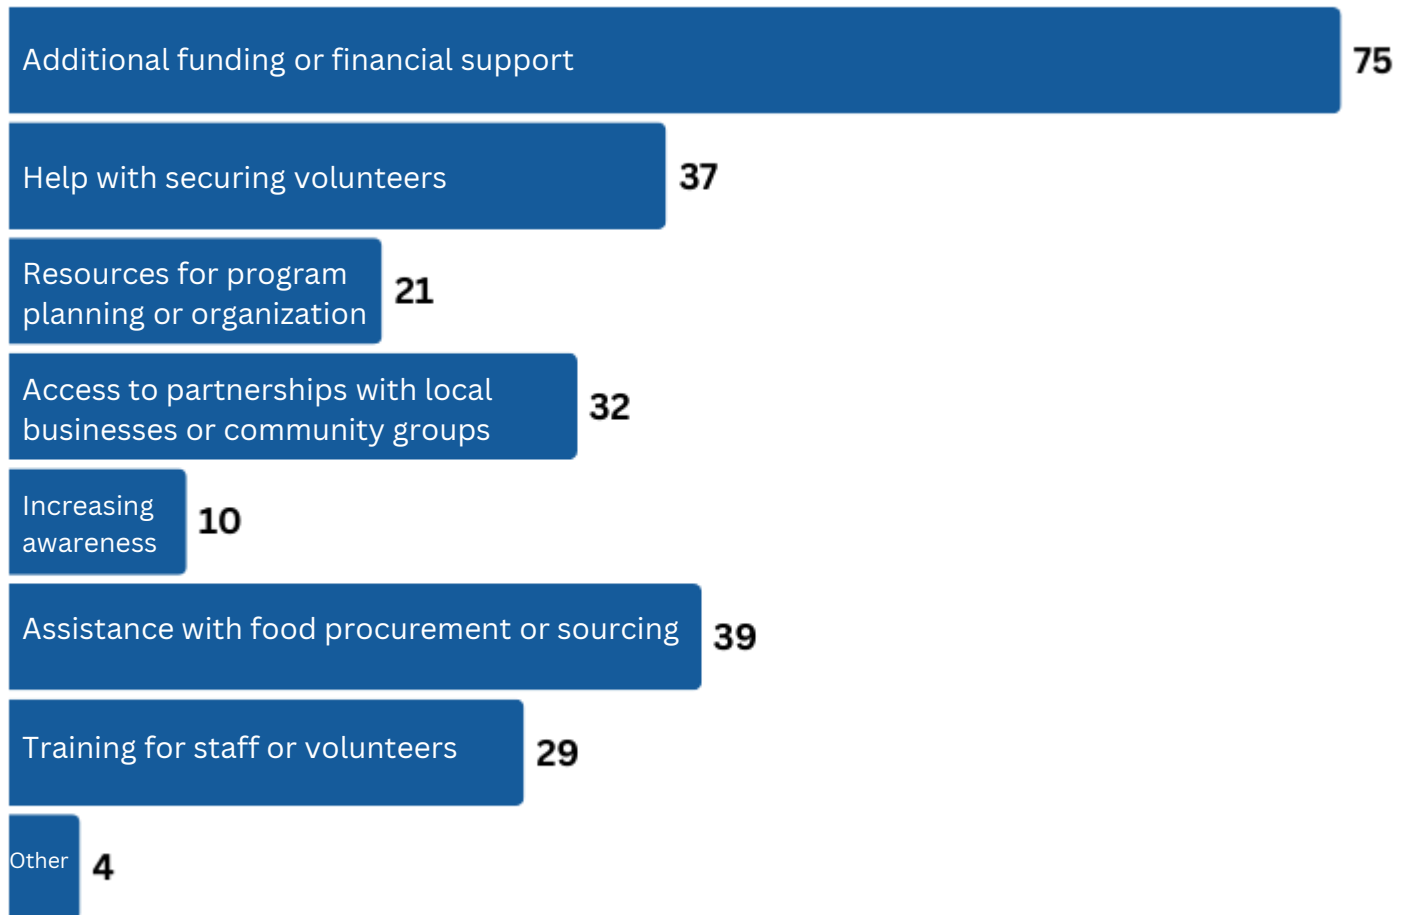 Additional funding or financial support
75
Help with securing volunteers
37
Resources for program
planning or organization
21
Access to partnerships with local
businesses or community groups
32
Increasing
awareness
10
Assistance with food procurement or sourcing
39
Training for staff or volunteers
29
Other
4